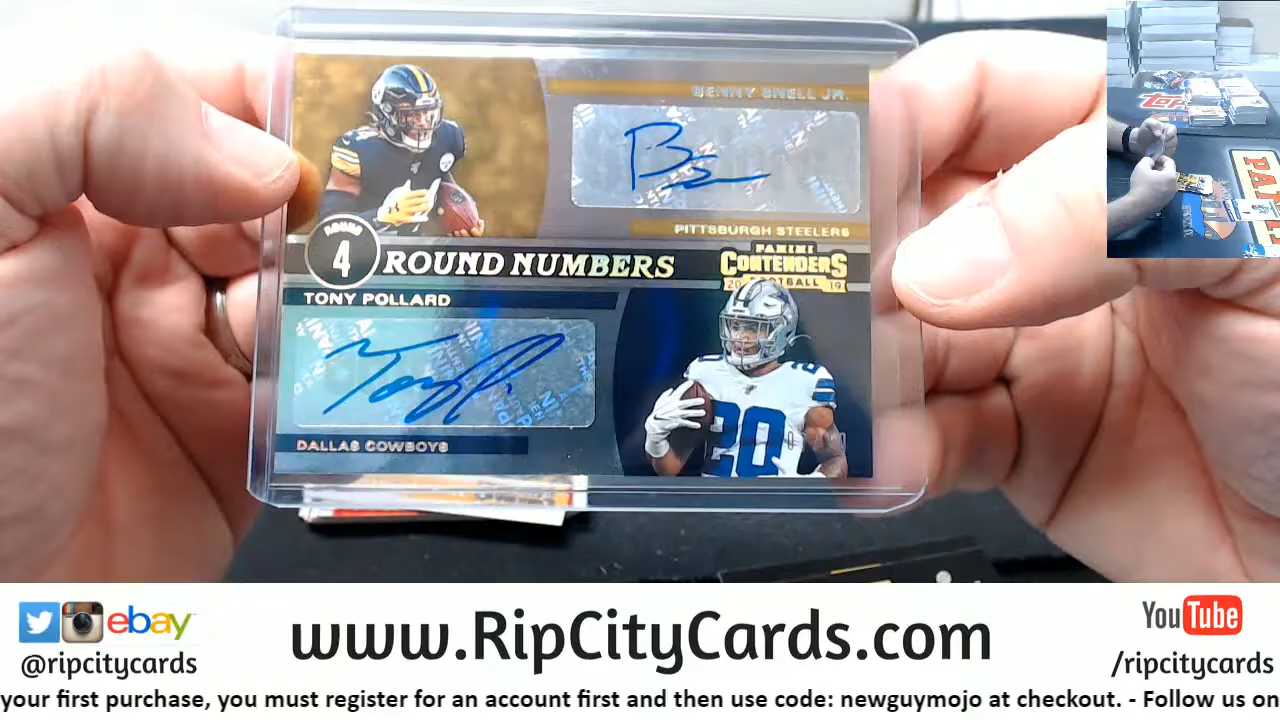 BENNY SNELL JR.
PITTSBURGH STEELERS
ROUND
4
ROUND NUMBERS
PANINI
CONTENDERS
FOOTBALL
20 19
TONY POLLARD
DALLAS COWBOYS
20
ebay
@ripcitycards
www.RipCityCards.com
YouTube
/ripcitycards
your first purchase, you must register for an account first and then use code: newguymojo at checkout. - Follow us on